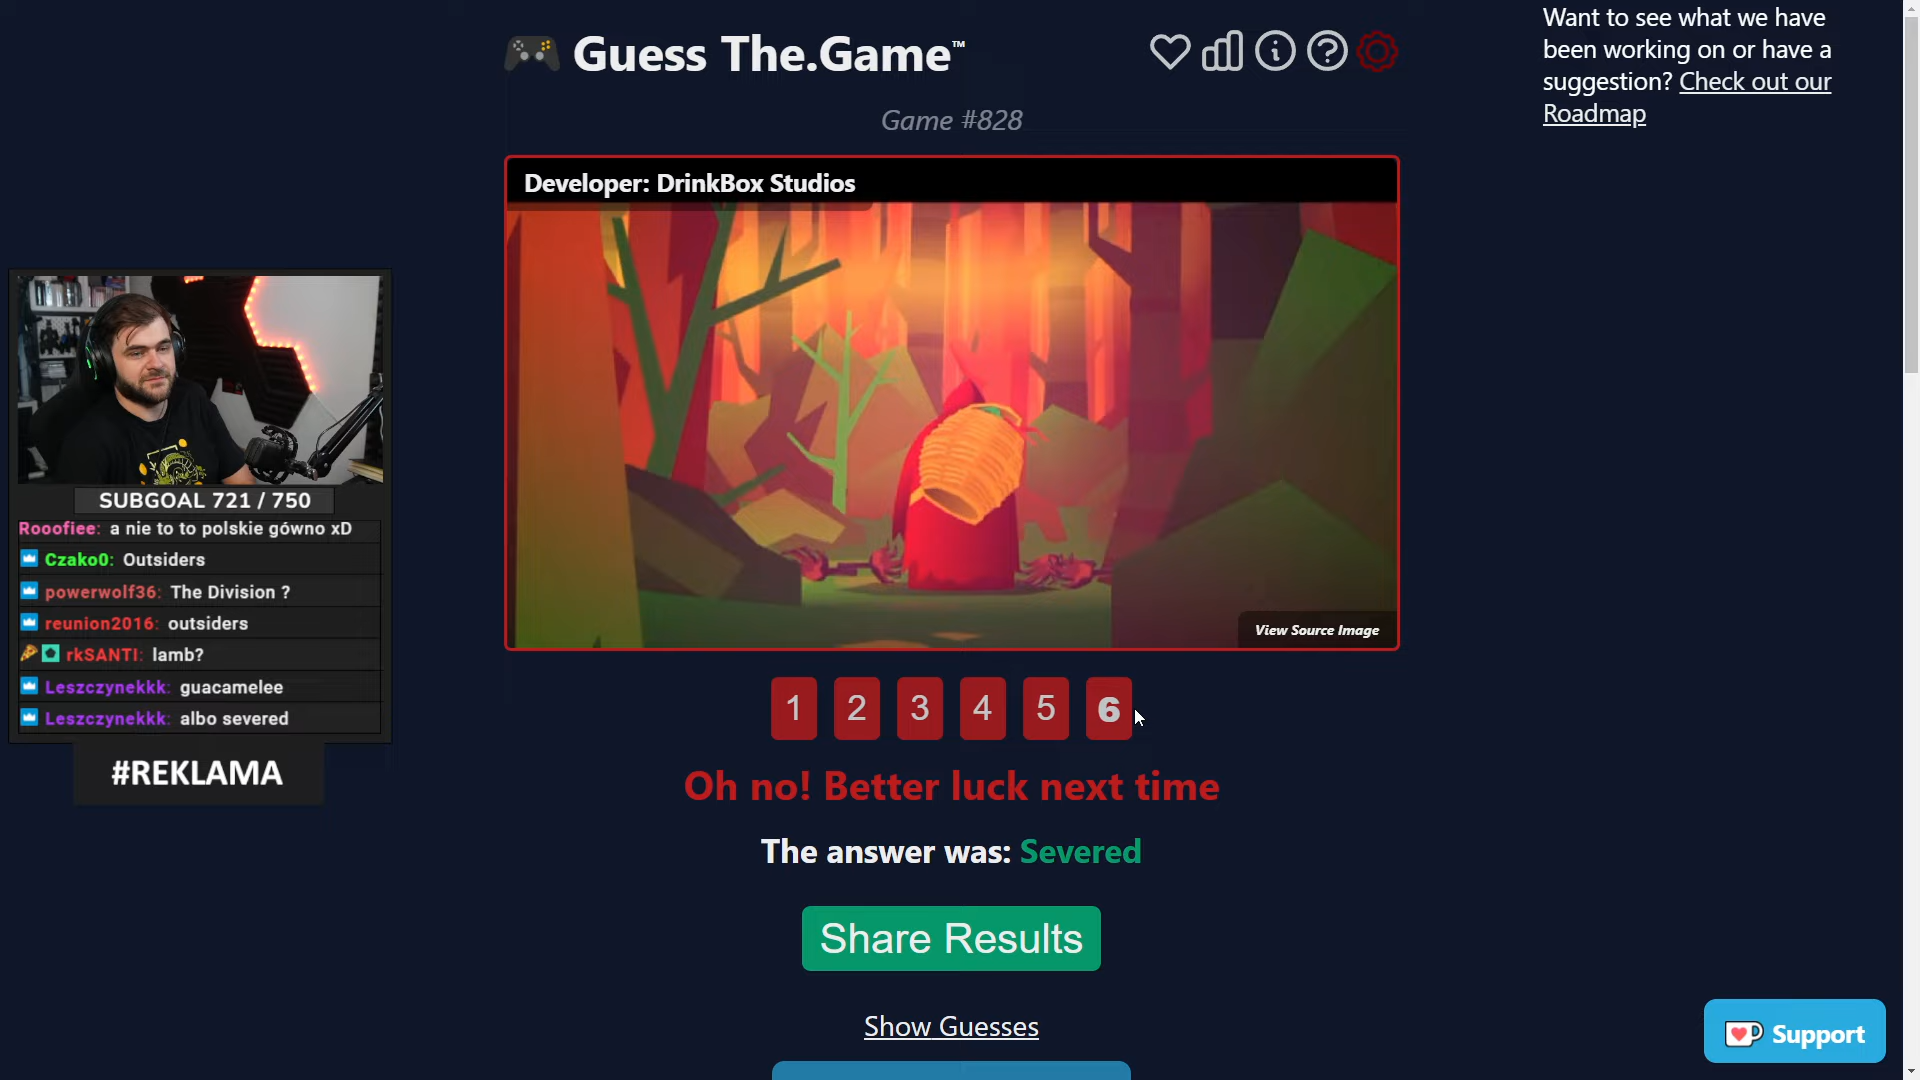 Guess The.Game™
Game #828
Want to see what we have
been working on or have a
suggestion? Check out our
Roadmap
Developer: DrinkBox Studios
View Source Image
SUBGOAL 721 / 750
Rooofiee: a nie to to polskie gówno xD
Czako0: Outsiders
powerwolf36: The Division ?
reunion2016: outsiders
rkSANTI: lamb?
Leszczynekkk: guacamelee
Leszczynekkk: albo severed
#REKLAMA
1 2 3 4 5 6
Oh no! Better luck next time
The answer was: Severed
Share Results
Show Guesses
Support